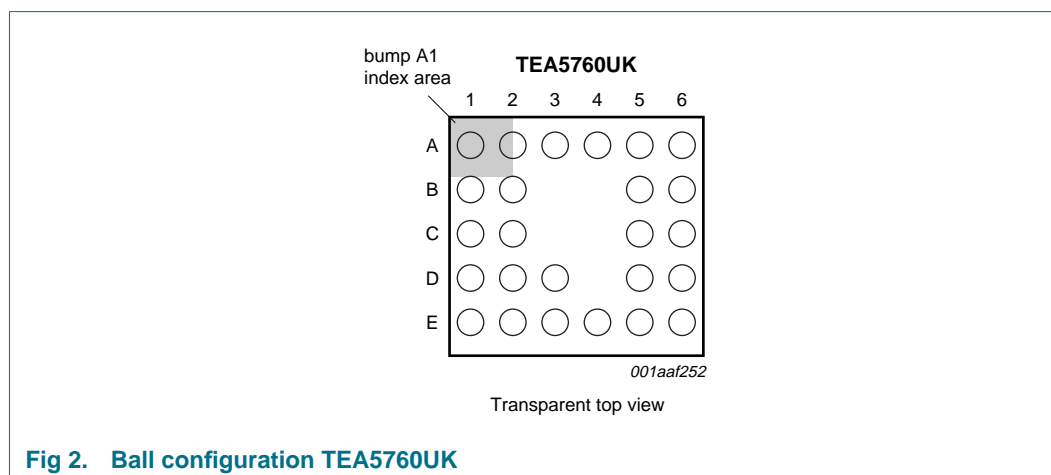 bump A1
index area
TEA5760UK
1 2 3 4 5 6
A
B
C
D
E
001aaf252
Transparent top view
Fig 2. Ball configuration TEA5760UK